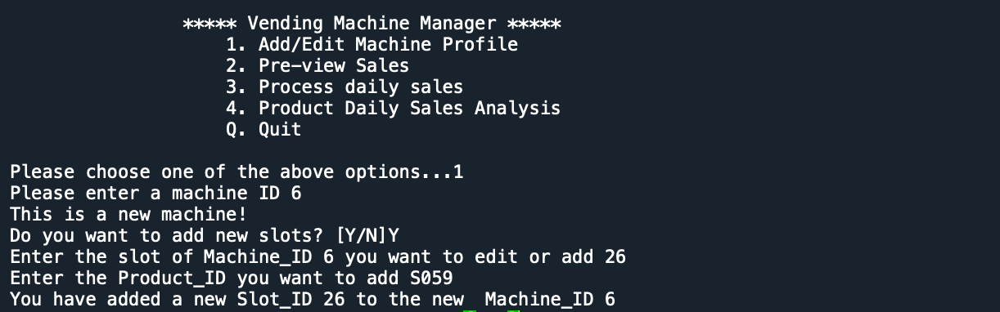 ***** Vending Machine Manager *****
1. Add/Edit Machine Profile
2. Pre-view Sales
3. Process daily sales
4. Product Daily Sales Analysis
Q. Quit
Please choose one of the above options...1
Please enter a machine ID 6
This is a new machine!
Do you want to add new slots? [Y/N]Y
Enter the slot of Machine_ID 6 you want to edit or add 26
Enter the Product_ID you want to add S059
You have added a new Slot_ID 26 to the new  Machine_ID 6